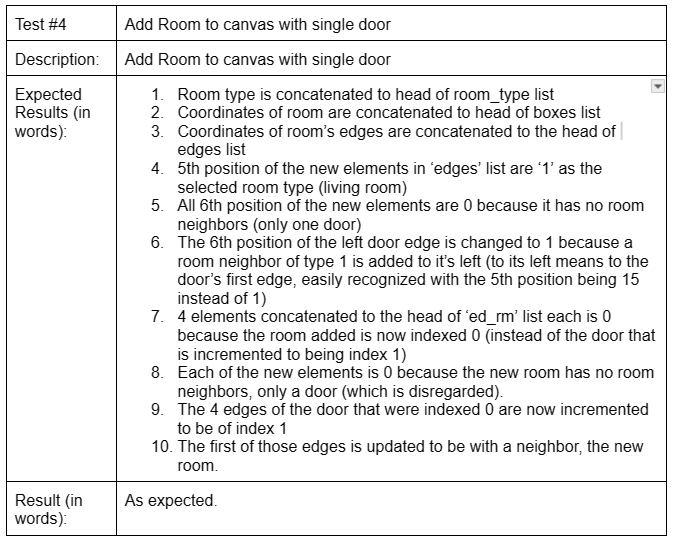 Test #4
Add Room to canvas with single door
Description:
Add Room to canvas with single door
Expected
Results (in
words):
1. Room type is concatenated to head of room_type list
2. Coordinates of room are concatenated to head of boxes list
3. Coordinates of room’s edges are concatenated to the head of
edges list
4. 5th position of the new elements in ‘edges’ list are ‘1’ as the
selected room type (living room)
5. All 6th position of the new elements are 0 because it has no room
neighbors (only one door)
6. The 6th position of the left door edge is changed to 1 because a
room neighbor of type 1 is added to it’s left (to its left means to the
door’s first edge, easily recognized with the 5th position being 15
instead of 1)
7. 4 elements concatenated to the head of ‘ed_rm’ list each is 0
because the room added is now indexed 0 (instead of the door that
is incremented to being index 1)
8. Each of the new elements is 0 because the new room has no room
neighbors, only a door (which is disregarded).
9. The 4 edges of the door that were indexed 0 are now incremented
to be of index 1
10. The first of those edges is updated to be with a neighbor, the new
room.
Result (in
words):
As expected.